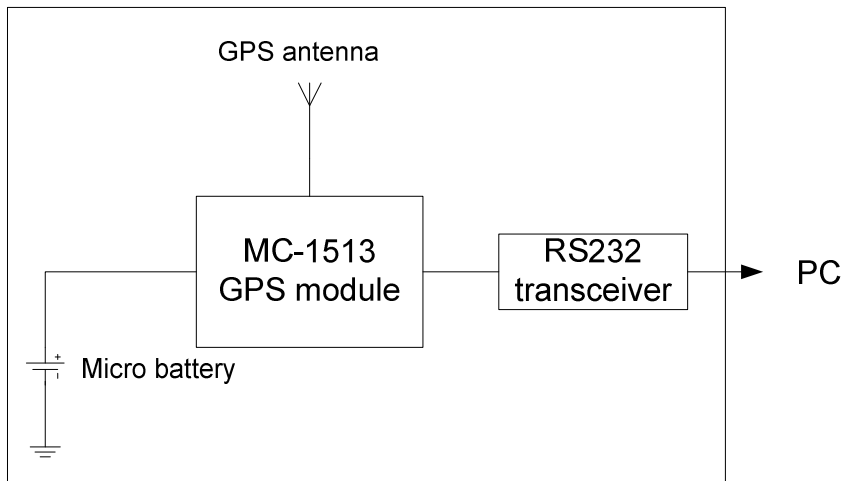 GPS antenna
MC-1513
GPS module
RS232
transceiver
PC
+
-
Micro battery